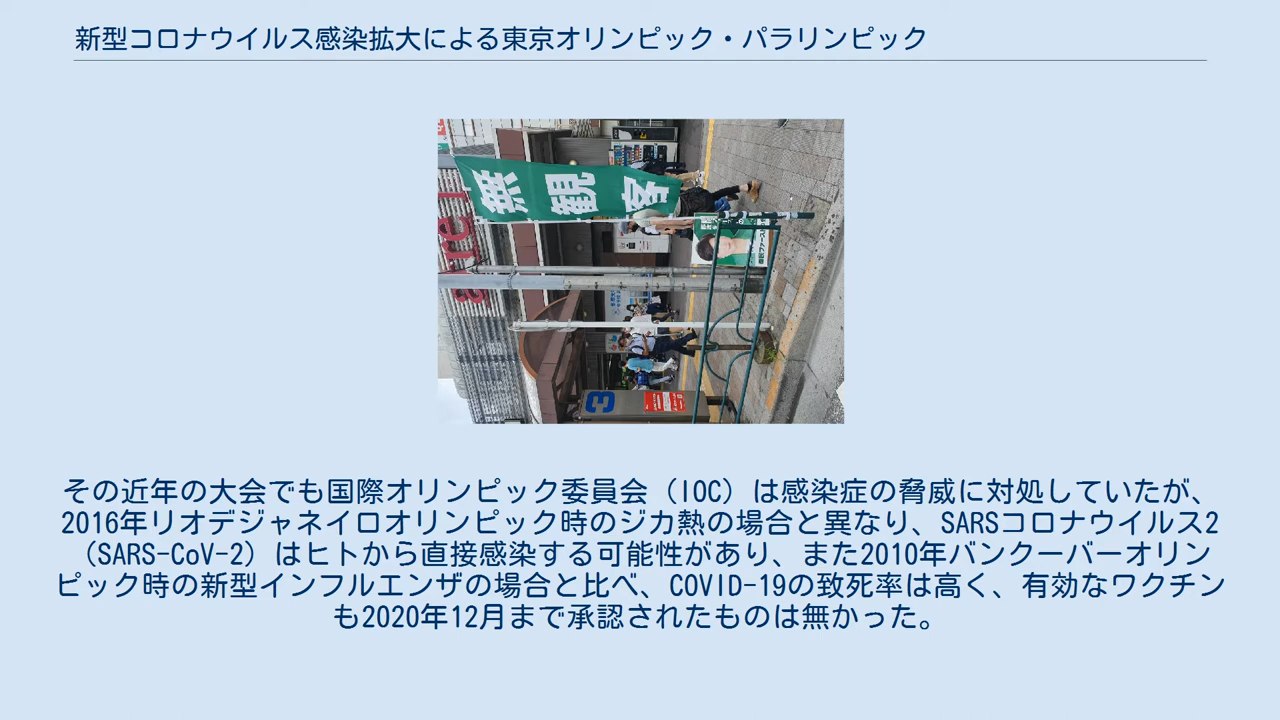 新型コロナウイルス感染拡大による東京オリンピック・パラリンピック
無観客
3
その近年の大会でも国際オリンピック委員会（IOC）は感染症の脅威に対処していたが、
2016年リオデジャネイロオリンピック時のジカ熱の場合と異なり、SARSコロナウイルス2
（SARS-CoV-2）はヒトから直接感染する可能性があり、また2010年バンクーバーオリン
ピック時の新型インフルエンザの場合と比べ、COVID-19の致死率は高く、有効なワクチン
も2020年12月まで承認されたものは無かった。